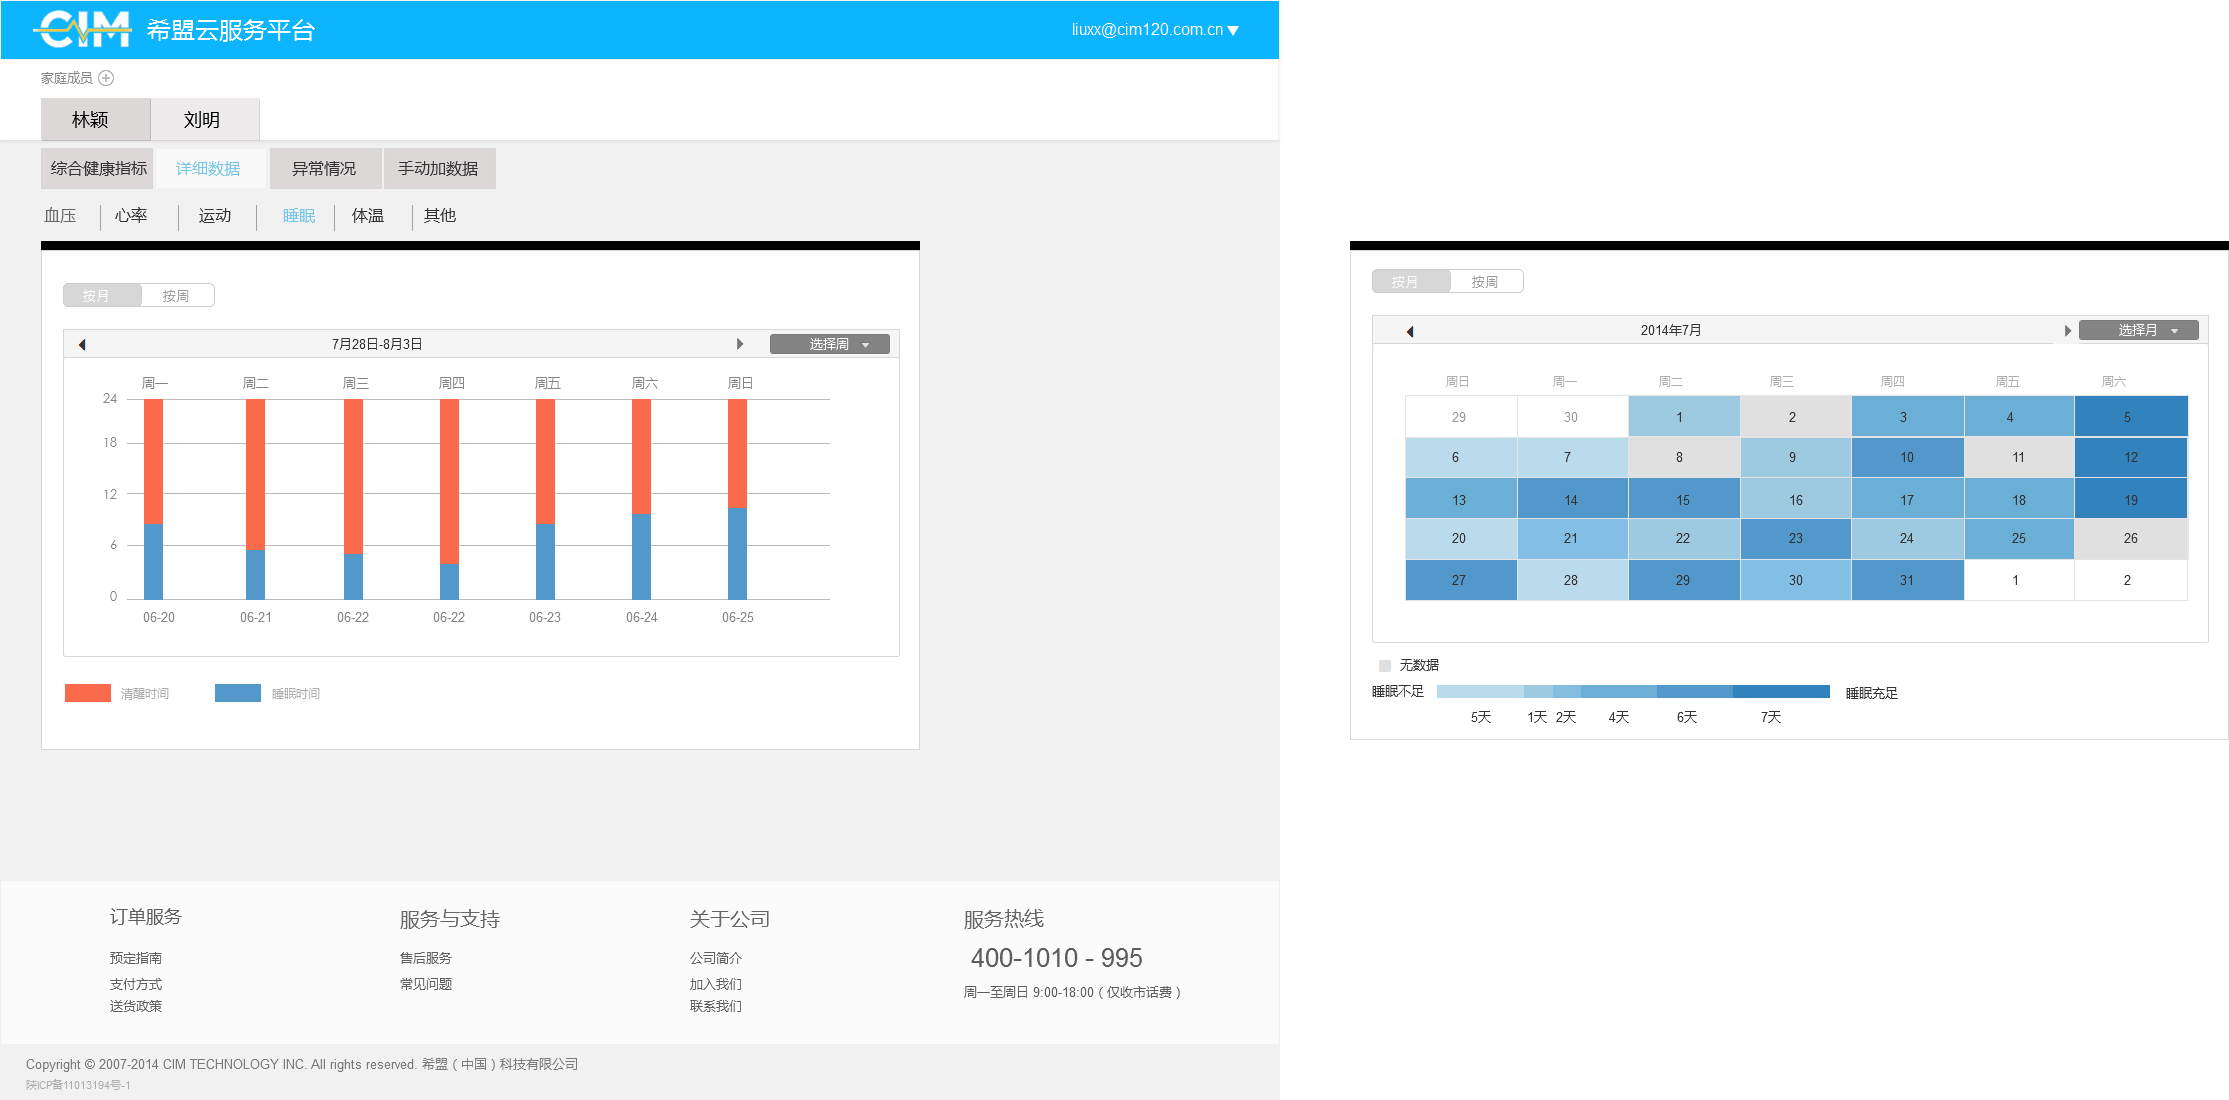 CIM 希盟云服务平台 liuxx@cim120.com.cn
家庭成员
林颖 刘明
综合健康指标 详细数据 异常情况 手动加数据
血压 心率 运动 睡眠 体温 其他
按月 按周
7月28日-8月3日 选择周
周一 周二 周三 周四 周五 周六 周日
24
18
12
6
0
06-20 06-21 06-22 06-22 06-23 06-24 06-25
清醒时间 睡眠时间
按月 按周
2014年7月 选择月
周日 周一 周二 周三 周四 周五 周六
29 30 1 2 3 4 5
6 7 8 9 10 11 12
13 14 15 16 17 18 19
20 21 22 23 24 25 26
27 28 29 30 31 1 2
无数据
睡眠不足 睡眠充足
5天 1天 2天 4天 6天 7天
订单服务
预定指南
支付方式
送货政策
服务与支持
售后服务
常见问题
关于公司
公司简介
加入我们
联系我们
服务热线
400-1010 - 995
周一至周日 9:00-18:00（仅收市话费）
Copyright © 2007-2014 CIM TECHNOLOGY INC. All rights reserved. 希盟（中国）科技有限公司
陕ICP备11013194号-1